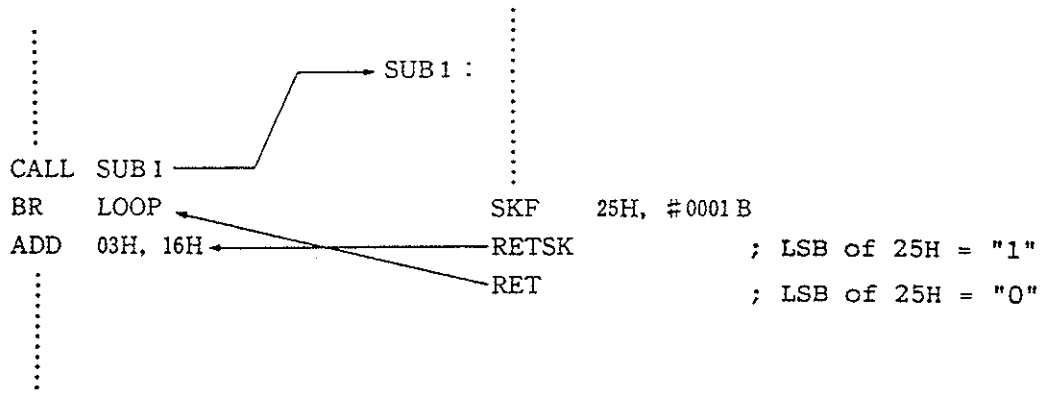 SUB1 :
CALL SUB1
BR LOOP SKF 25H, #0001B
ADD 03H, 16H RETSK ; LSB of 25H = "1"
RET ; LSB of 25H = "0"